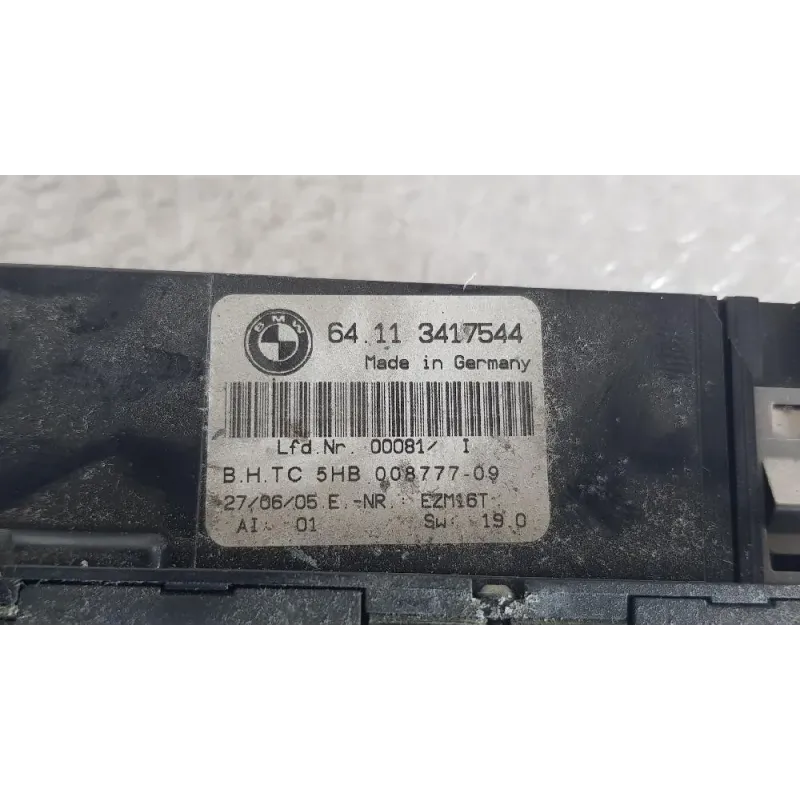 BMW
64.11 3417544
Made in Germany
Lfd.Nr. 00081/ I
B.H.TC 5HB 008777-09
27/06/05 E.-NR.: EZM16T
AI: 01 SW: 19.0